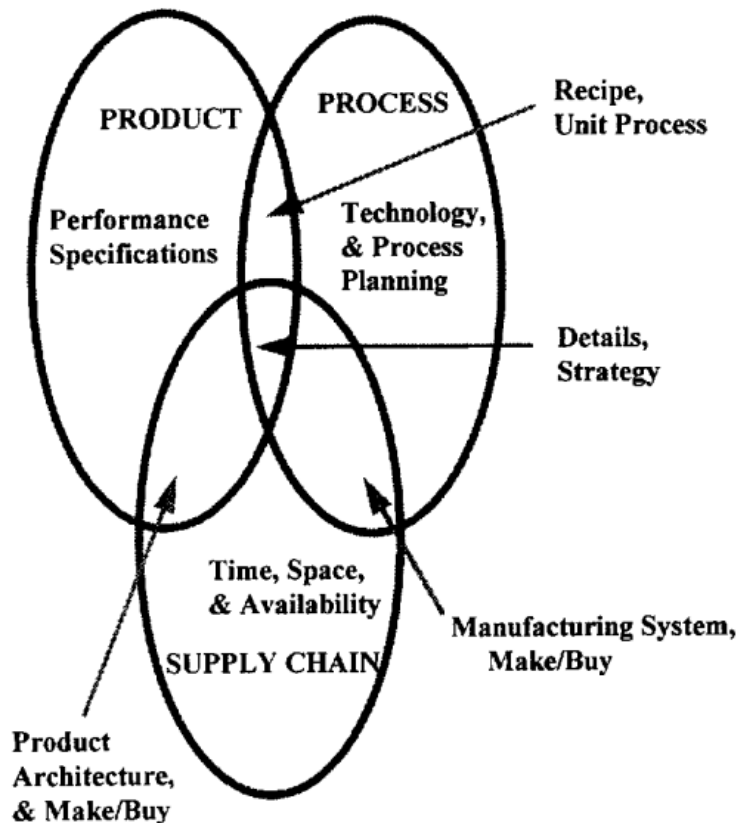 PRODUCT
PROCESS
Recipe,
Unit Process
Performance
Specifications
Technology,
& Process
Planning
Details,
Strategy
Time, Space,
& Availability
SUPPLY CHAIN
Manufacturing System,
Make/Buy
Product
Architecture,
& Make/Buy